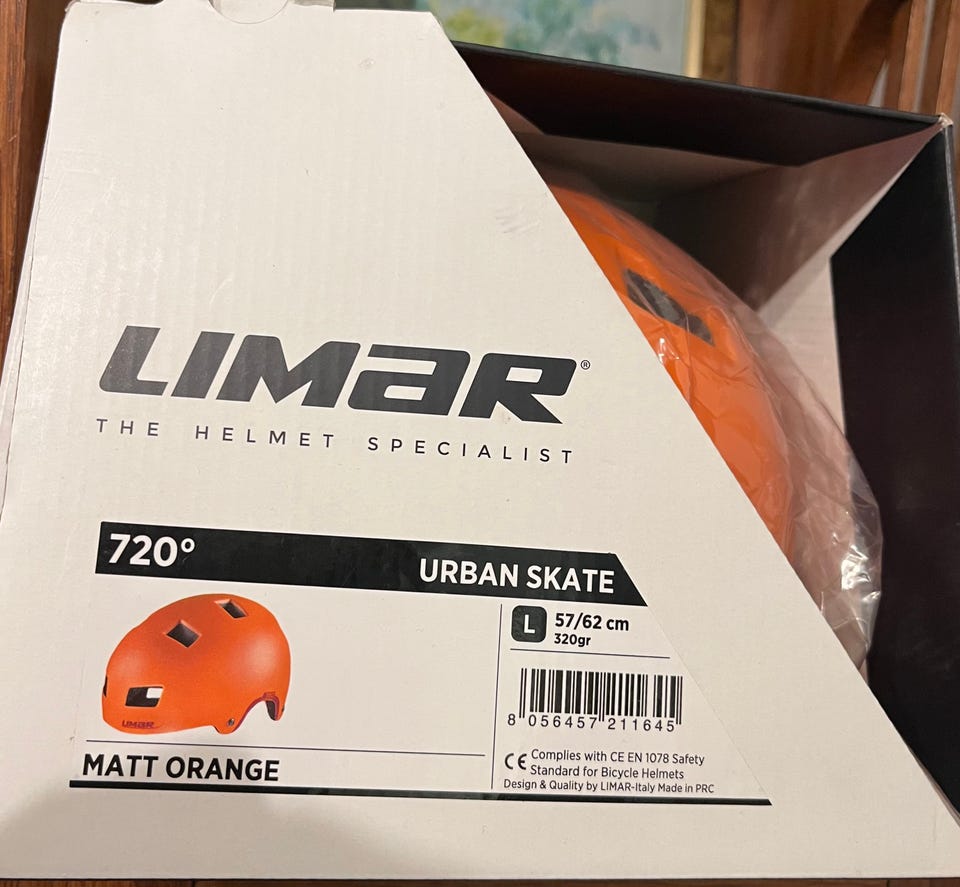 LIMAR®
THE HELMET SPECIALIST
720°
URBAN SKATE
L
57/62 cm
320gr
LIMAR
8 056457 211645
MATT ORANGE
CE Complies with CE EN 1078 Safety
Standard for Bicycle Helmets
Design & Quality by LIMAR-Italy Made in PRC